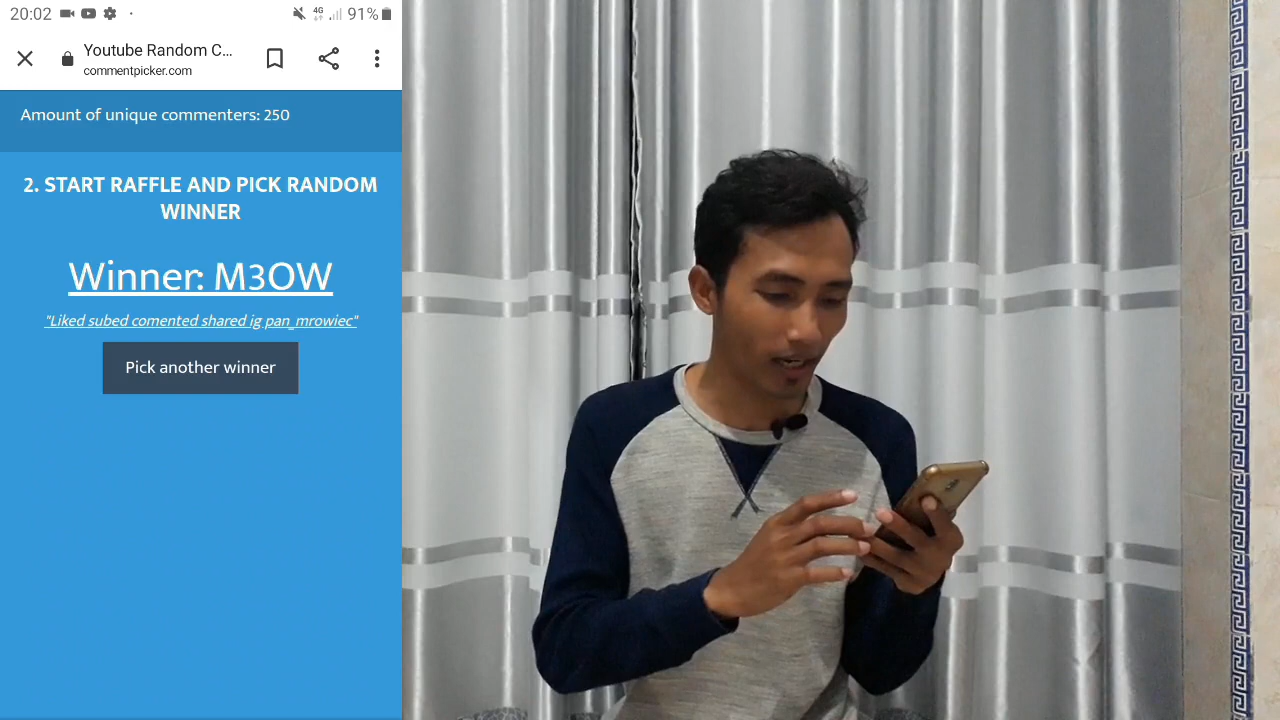 20:02
4G
91%
Youtube Random C...
commentpicker.com
Amount of unique commenters: 250
2. START RAFFLE AND PICK RANDOM
WINNER
Winner: M3OW
"Liked subed comented shared ig pan_mrowiec"
Pick another winner